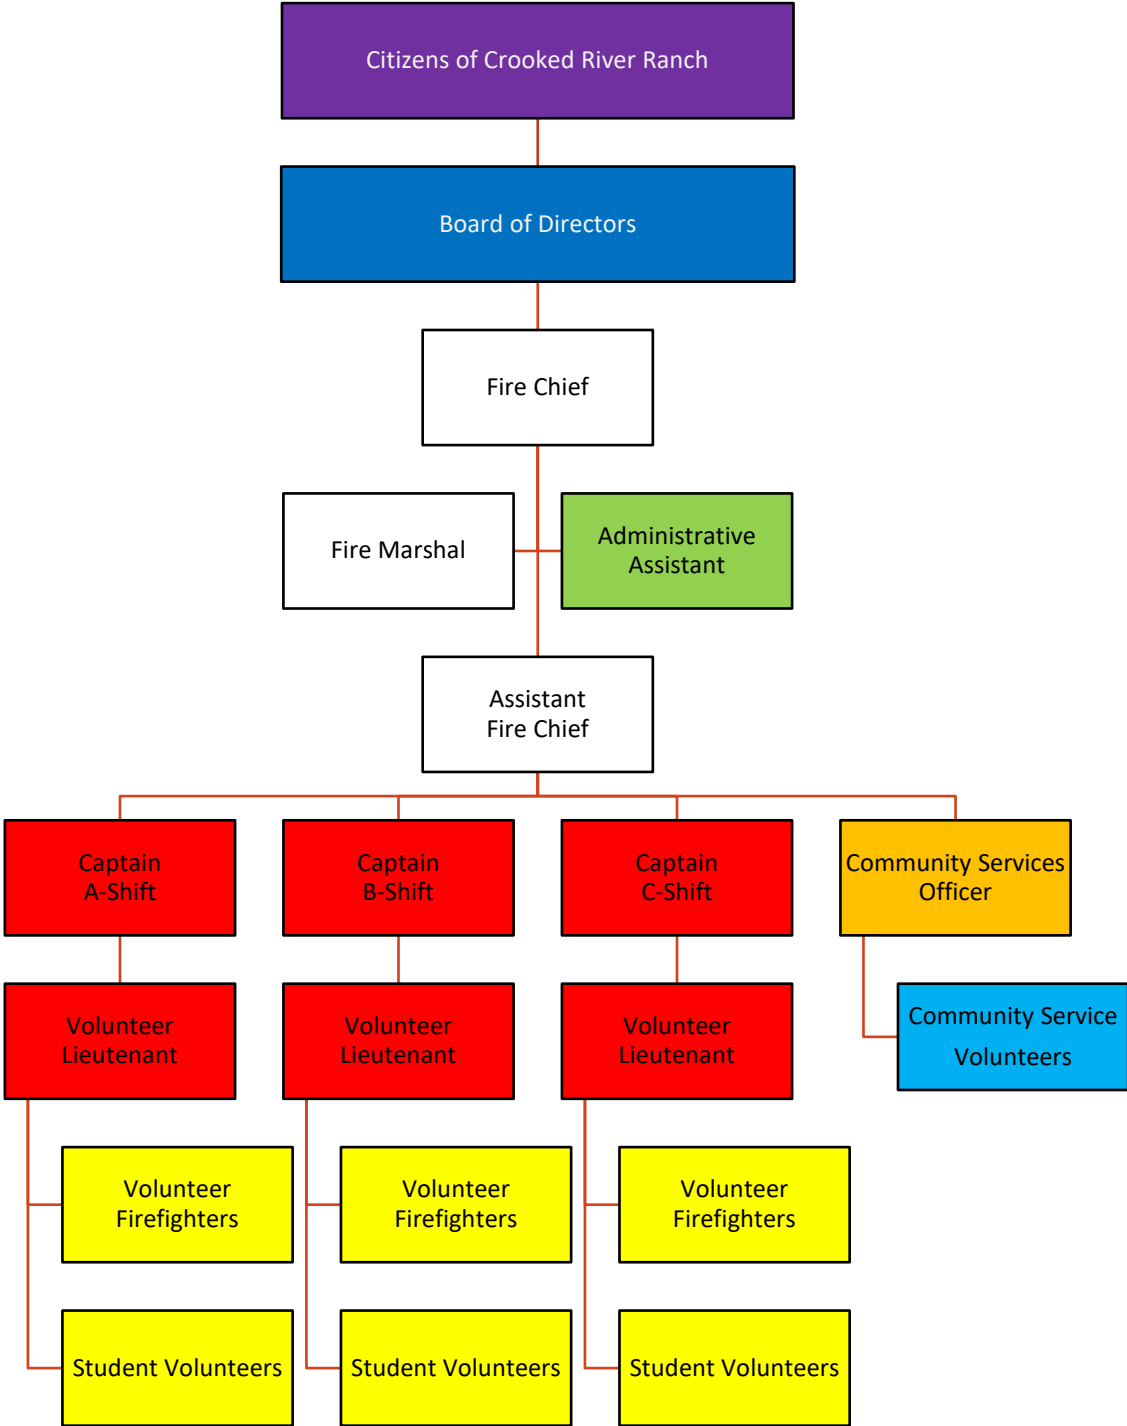 Citizens of Crooked River Ranch
Board of Directors
Fire Chief
Fire Marshal
Administrative
Assistant
Assistant
Fire Chief
Captain
A-Shift
Captain
B-Shift
Captain
C-Shift
Community Services
Officer
Volunteer
Lieutenant
Volunteer
Lieutenant
Volunteer
Lieutenant
Community Service
Volunteers
Volunteer
Firefighters
Volunteer
Firefighters
Volunteer
Firefighters
Student Volunteers
Student Volunteers
Student Volunteers